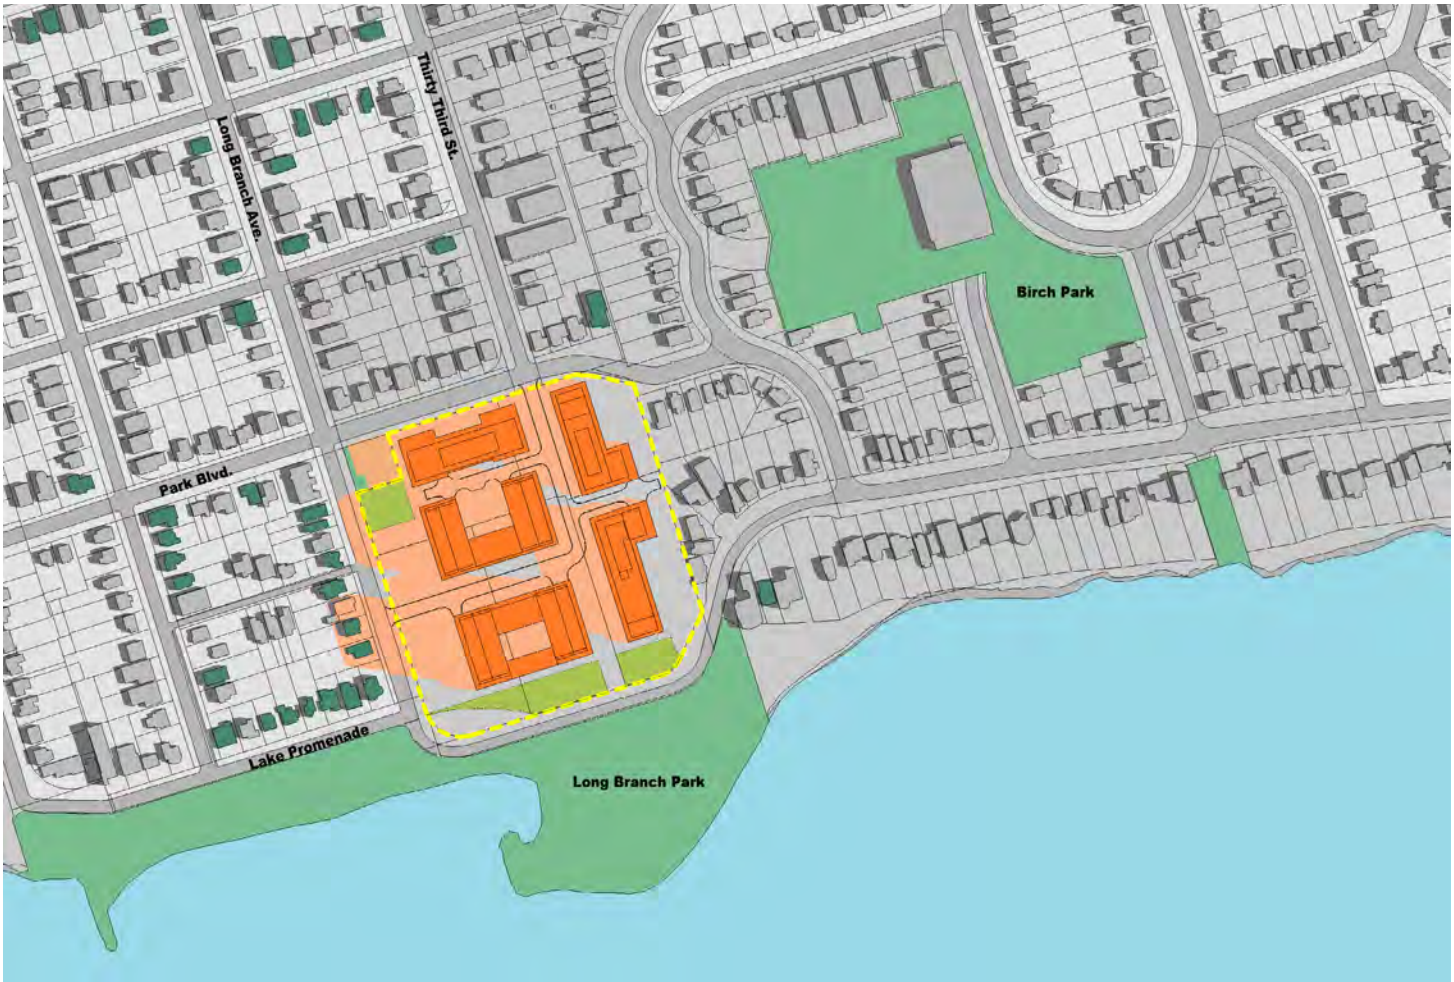 Thirty Third St.
Long Branch Ave.
Birch Park
Park Blvd.
Lake Promenade
Long Branch Park